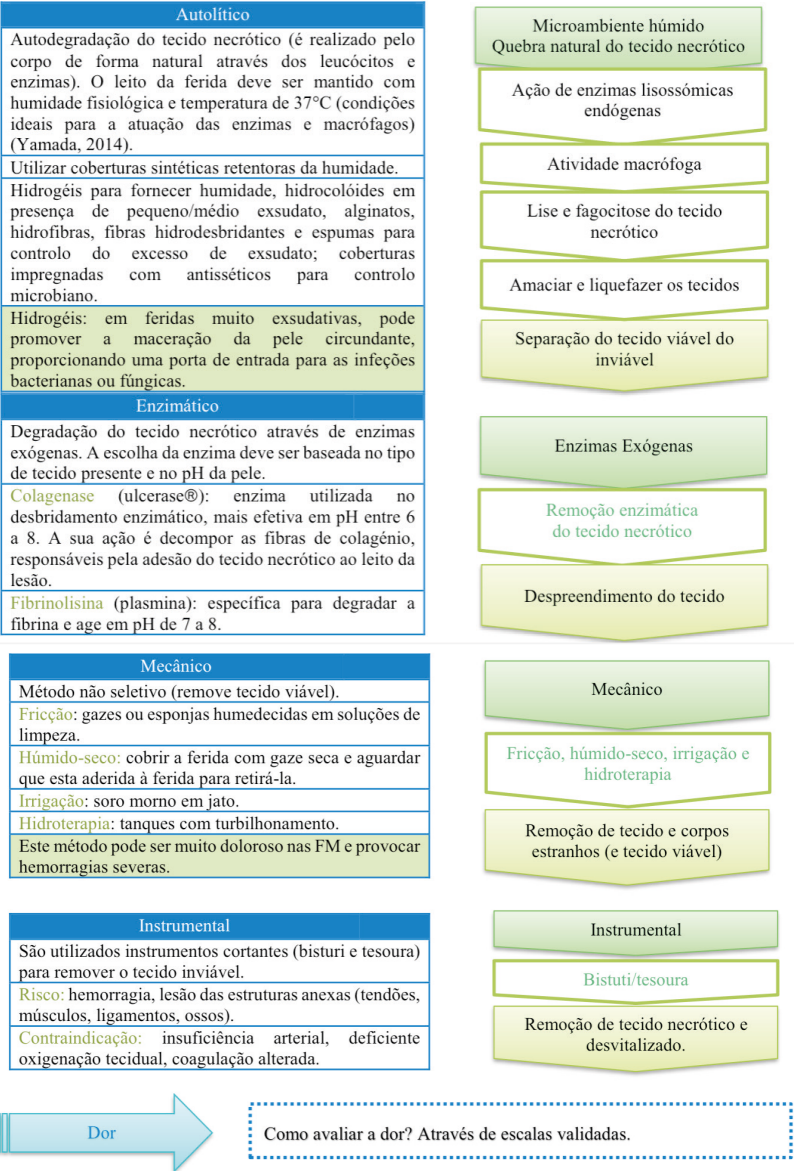 Autolítico
Autodegradação do tecido necrótico (é realizado pelo
corpo de forma natural através dos leucócitos e
enzimas). O leito da ferida deve ser mantido com
humidade fisiológica e temperatura de 37°C (condições
ideais para a atuação das enzimas e macrófagos)
(Yamada, 2014).
Utilizar coberturas sintéticas retentoras da humidade.
Hidrogéis para fornecer humidade, hidrocolóides em
presença de pequeno/médio exsudato, alginatos,
hidrofibras, fibras hidrodesbridantes e espumas para
controlo do excesso de exsudato; coberturas
impregnadas com antisséticos para controlo
microbiano.
Hidrogéis: em feridas muito exsudativas, pode
promover a maceração da pele circundante,
proporcionando uma porta de entrada para as infeções
bacterianas ou fúngicas.
Microambiente húmido
Quebra natural do tecido necrótico
Ação de enzimas lisossómicas
endógenas
Atividade macrófoga
Lise e fagocitose do tecido
necrótico
Amaciar e liquefazer os tecidos
Separação do tecido viável do
inviável
Enzimático
Degradação do tecido necrótico através de enzimas
exógenas. A escolha da enzima deve ser baseada no tipo
de tecido presente e no pH da pele.
Colagenase (ulcerase®): enzima utilizada no
desbridamento enzimático, mais efetiva em pH entre 6
a 8. A sua ação é decompor as fibras de colagénio,
responsáveis pela adesão do tecido necrótico ao leito da
lesão.
Fibrinolisina (plasmina): específica para degradar a
fibrina e age em pH de 7 a 8.
Enzimas Exógenas
Remoção enzimática
do tecido necrótico
Despreendimento do tecido
Mecânico
Método não seletivo (remove tecido viável).
Fricção: gazes ou esponjas humedecidas em soluções de
limpeza.
Húmido-seco: cobrir a ferida com gaze seca e aguardar
que esta aderida à ferida para retirá-la.
Irrigação: soro morno em jato.
Hidroterapia: tanques com turbilhonamento.
Este método pode ser muito doloroso nas FM e provocar
hemorragias severas.
Mecânico
Fricção, húmido-seco, irrigação e
hidroterapia
Remoção de tecido e corpos
estranhos (e tecido viável)
Instrumental
São utilizados instrumentos cortantes (bisturi e tesoura)
para remover o tecido inviável.
Risco: hemorragia, lesão das estruturas anexas (tendões,
músculos, ligamentos, ossos).
Contraindicação: insuficiência arterial, deficiente
oxigenação tecidual, coagulação alterada.
Instrumental
Bistuti/tesoura
Remoção de tecido necrótico e
desvitalizado.
Dor
Como avaliar a dor? Através de escalas validadas.